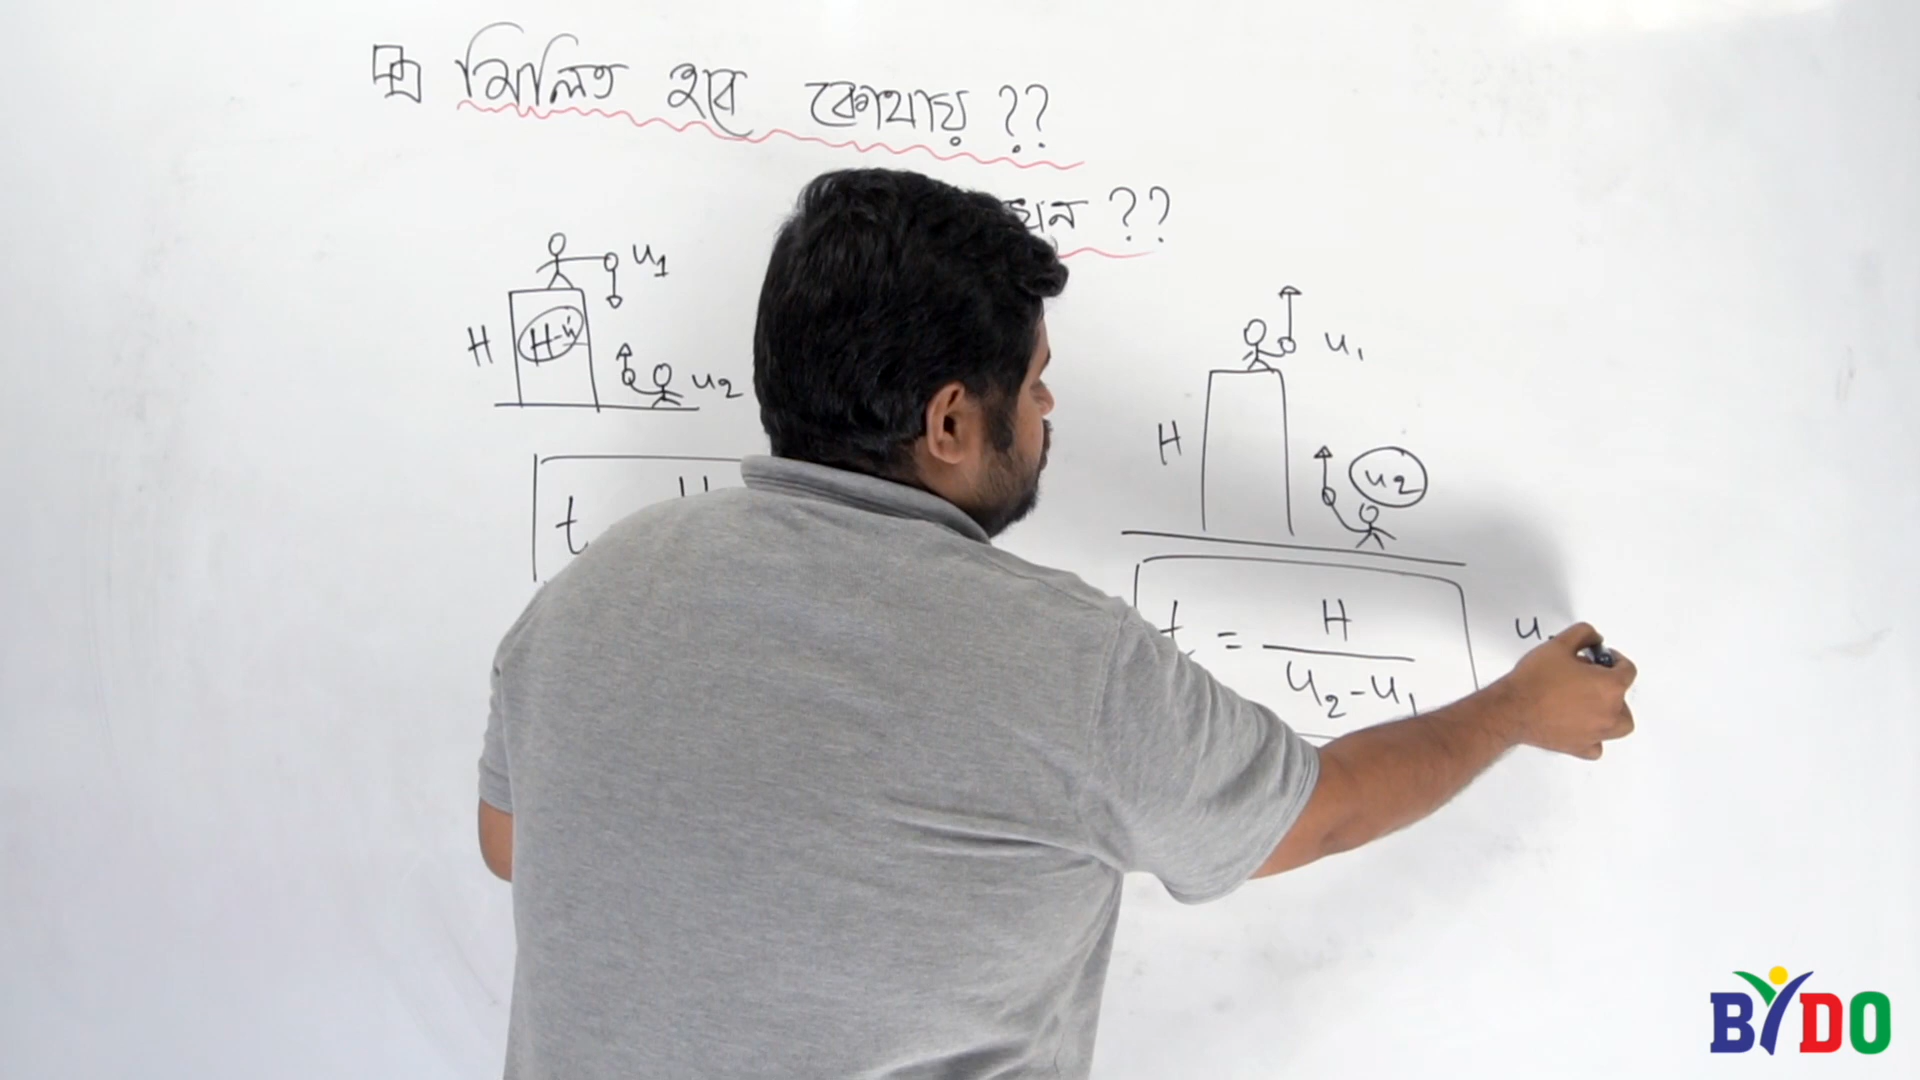 মিলিত হবে কোথায় ??
??
u1
H
H-
u2
t
u1
H
u2
t = H / u2 - u1
u
BYDO